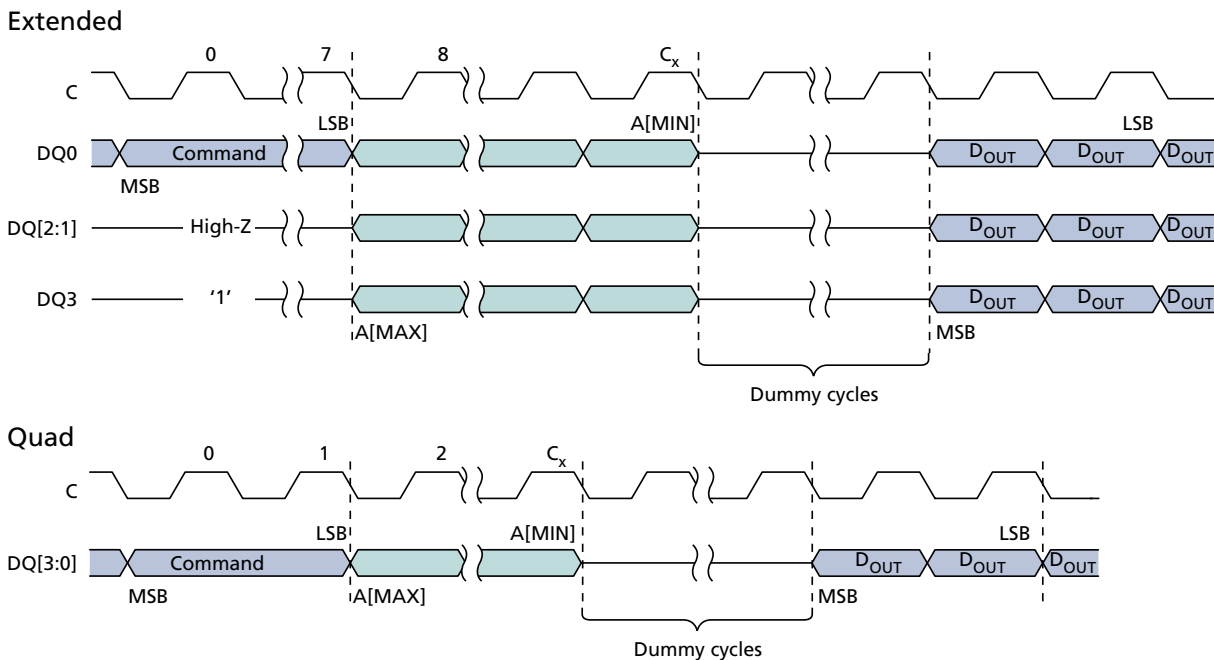 Extended
0 7 8 Cx
C
LSB A[MIN] LSB
DQ0 Command DOUT DOUT DOUT
MSB
DQ[2:1] High-Z DOUT DOUT DOUT
DQ3 ‘1’ DOUT DOUT DOUT
A[MAX] MSB
Dummy cycles
Quad
0 1 2 Cx
C
LSB A[MIN] LSB
DQ[3:0] Command DOUT DOUT DOUT
MSB A[MAX] MSB
Dummy cycles